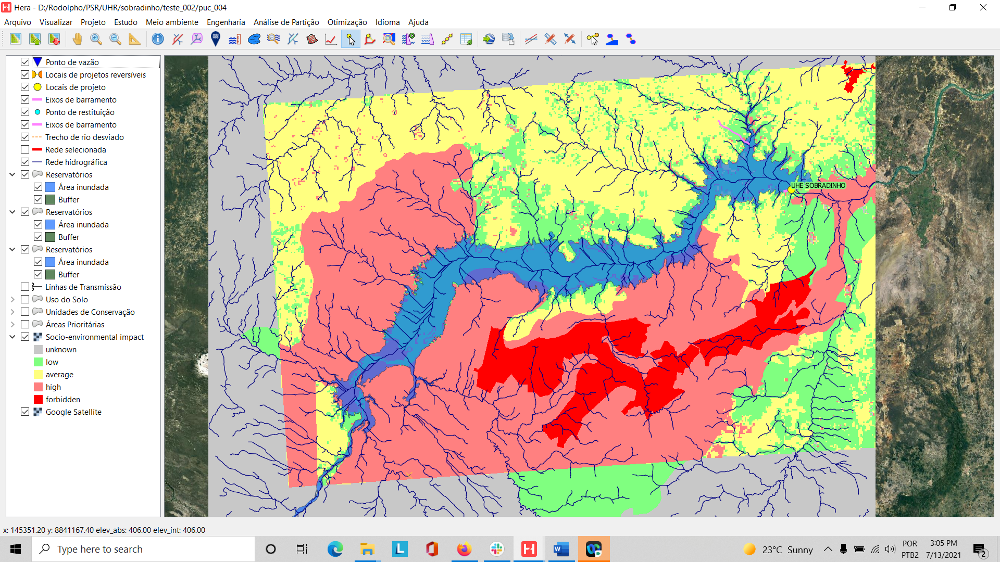 Hera - D:/Rodolpho/PSR/UHR/sobradinho/teste_002/puc_004
Arquivo Visualizar Projeto Estudo Meio ambiente Engenharia Análise de Partição Otimização Idioma Ajuda
Ponto de vazão
Locais de projetos reversíveis
Locais de projeto
Eixos de barramento
Ponto de restituição
Eixos de barramento
Trecho de rio desviado
Rede selecionada
Rede hidrográfica
Reservatórios
Área inundada
Buffer
Reservatórios
Área inundada
Buffer
Reservatórios
Área inundada
Buffer
Linhas de Transmissão
Uso do Solo
Unidades de Conservação
Áreas Prioritárias
Socio-environmental impact
unknown
low
average
high
forbidden
Google Satellite
UHE SOBRADINHO
x: 145351.20 y: 8841167.40 elev_abs: 406.00 elev_int: 406.00
Type here to search
23°C Sunny
POR
PTB2
3:05 PM
7/13/2021
2